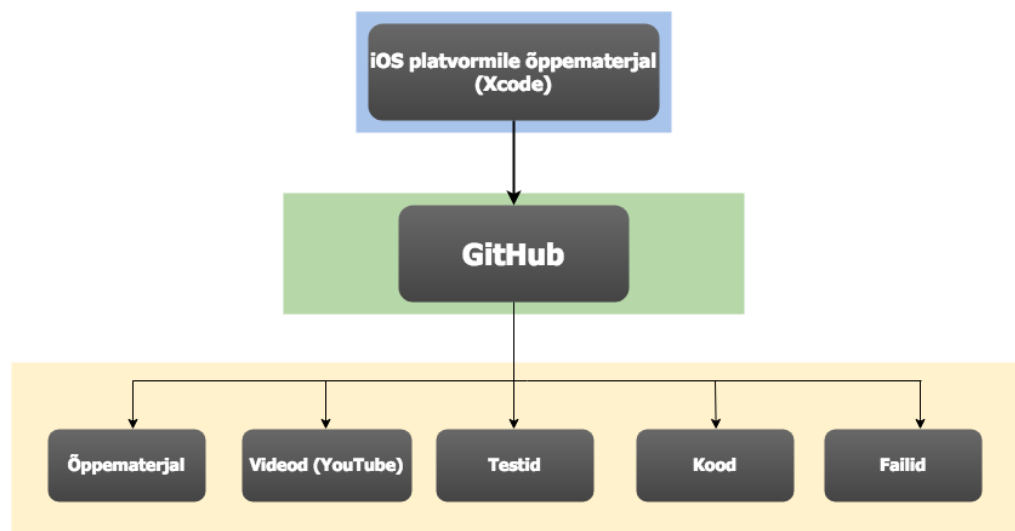 iOS platvormile õppematerjal
(Xcode)
GitHub
Õppematerjal
Videod (YouTube)
Testid
Kood
Failid